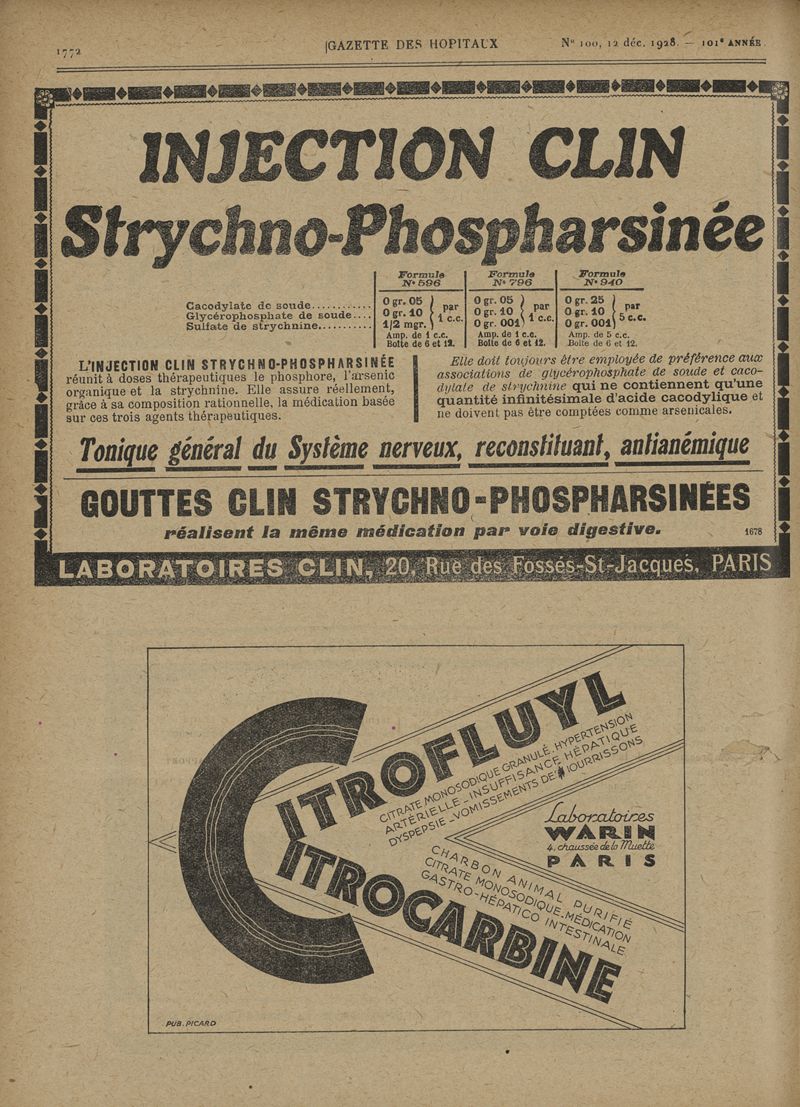 1772
GAZETTE DES HOPITAUX
N° 100, 12 déc. 1928. — 101e ANNÉE
INJECTION CLIN
Strychno-Phospharsinée
Formule N° 596
Formule N° 796
Formule N° 940
Cacodylate de soude............ 0 gr. 05 0 gr. 05 0 gr. 25
Glycérophosphate de soude.... 0 gr. 10 0 gr. 10 0 gr. 10
Sulfate de strychnine........... 1/2 mgr. 0 gr. 001 0 gr. 001
par 1 c.c. par 1 c.c. par 5 c.c.
Amp. de 1 c.c. Amp. de 1 c.c. Amp. de 5 c.c.
Boîte de 6 et 12. Boîte de 6 et 12. Boîte de 6 et 12.
L'INJECTION CLIN STRYCHNO-PHOSPHARSINÉE
réunit à doses thérapeutiques le phosphore, l'arsenic
organique et la strychnine. Elle assure réellement,
grâce à sa composition rationnelle, la médication basée
sur ces trois agents thérapeutiques.
Elle doit toujours être employée de préférence aux
associations de glycérophosphate de soude et caco-
dylate de strychnine qui ne contiennent qu'une
quantité infinitésimale d'acide cacodylique et
ne doivent pas être comptées comme arsenicales.
Tonique général du Système nerveux, reconstituant, antianémique
GOUTTES CLIN STRYCHNO-PHOSPHARSINÉES
réalisent la même médication par voie digestive.
1678
LABORATOIRES CLIN, 20, Rue des Fossés-St-Jacques, PARIS
CITROFLUYL
CITRATE MONOSODIQUE GRANULÉ. HYPERTENSION
ARTÉRIELLE - INSUFFISANCE HÉPATIQUE
DYSPEPSIE - VOMISSEMENTS DE NOURRISSONS
Laboratoires
WARIN
4, chaussée de la Muette
PARIS
CHARBON ANIMAL PURIFIÉ
CITRATE MONOSODIQUE - MÉDICATION
GASTRO-HÉPATICO INTESTINALE
CITROCARBINE
PUB. PICARD